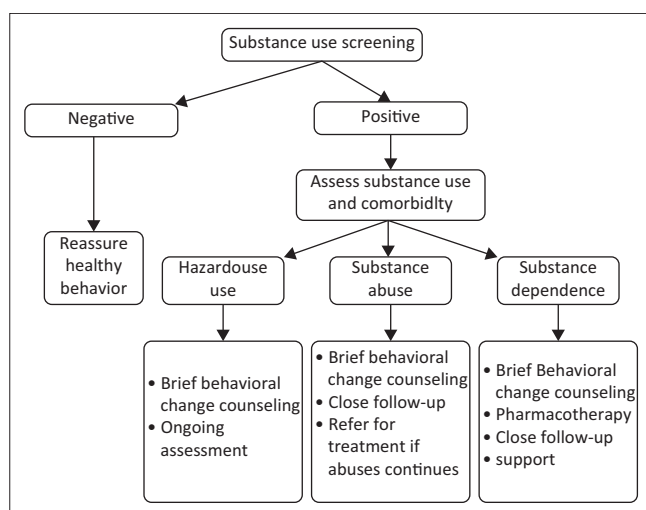 Substance use screening
Negative
Positive
Assess substance use
and comorbidlty
Reassure
healthy
behavior
Hazardouse
use
Substance
abuse
Substance
dependence
• Brief behavioral
change counseling
• Ongoing
assessment
• Brief behavioral
change counseling
• Close follow-up
• Refer for
treatment if
abuses continues
• Brief Behavioral
change counseling
• Pharmacotherapy
• Close follow-up
• support